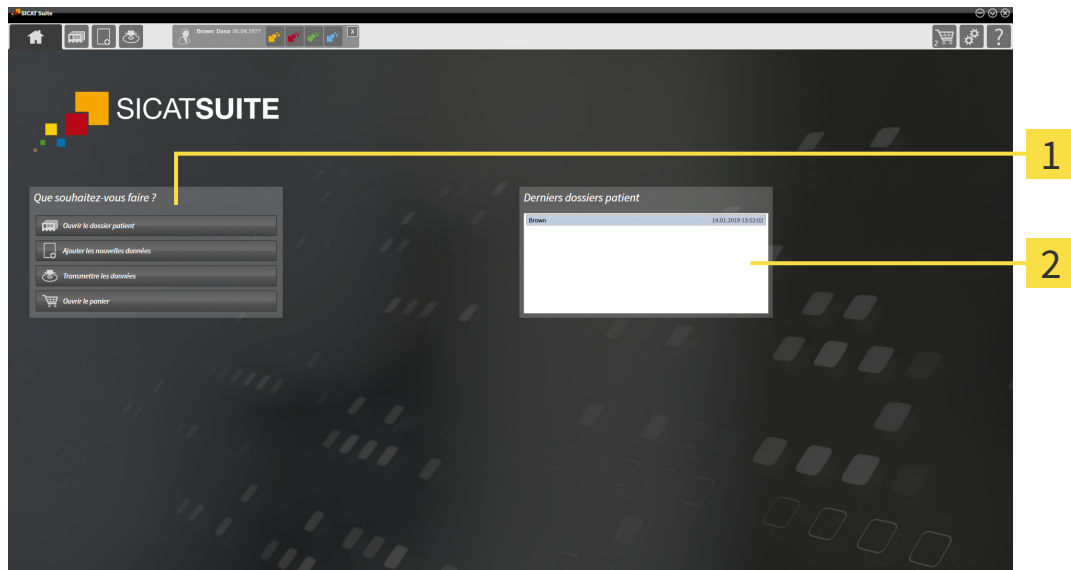 SICAT Suite
Brown Dana 06.04.1977
X
2
?
SICATSUITE
1
Que souhaitez-vous faire ?
Ouvrir le dossier patient
Ajouter les nouvelles données
Transmettre les données
Ouvrir le panier
Derniers dossiers patient
Brown 14.01.2019 13:52:02
2